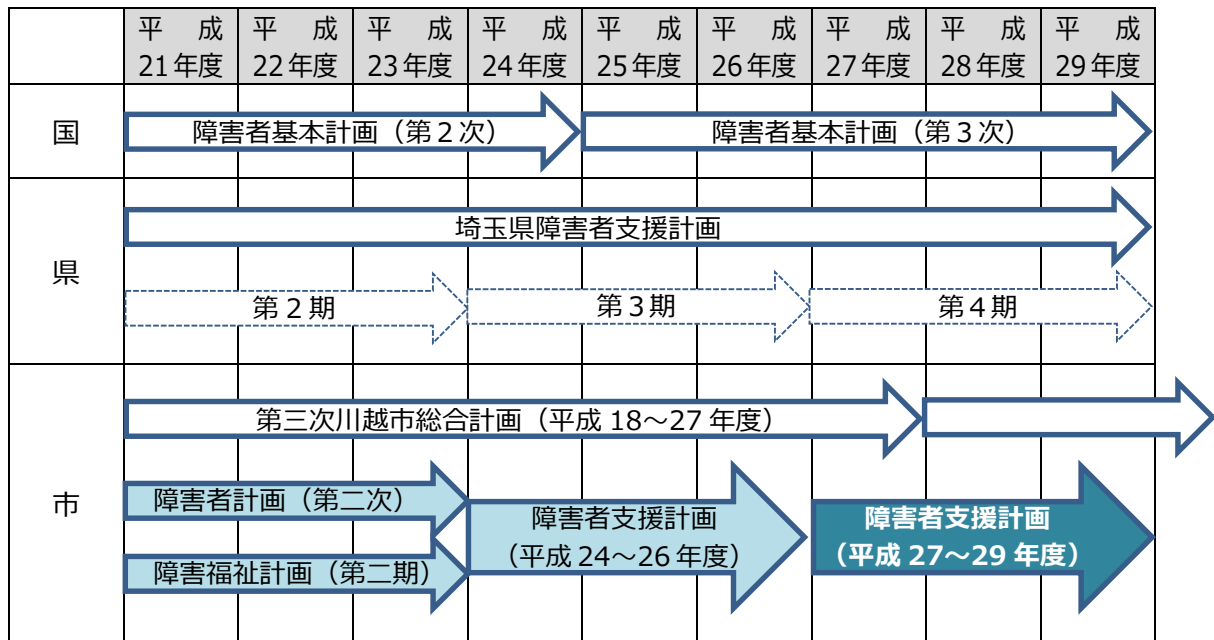 平成21年度
平成22年度
平成23年度
平成24年度
平成25年度
平成26年度
平成27年度
平成28年度
平成29年度
国
障害者基本計画（第２次）
障害者基本計画（第３次）
県
埼玉県障害者支援計画
第２期
第３期
第４期
市
第三次川越市総合計画（平成 18～27 年度）
障害者計画（第二次）
障害福祉計画（第二期）
障害者支援計画
（平成 24～26 年度）
障害者支援計画
（平成 27～29 年度）